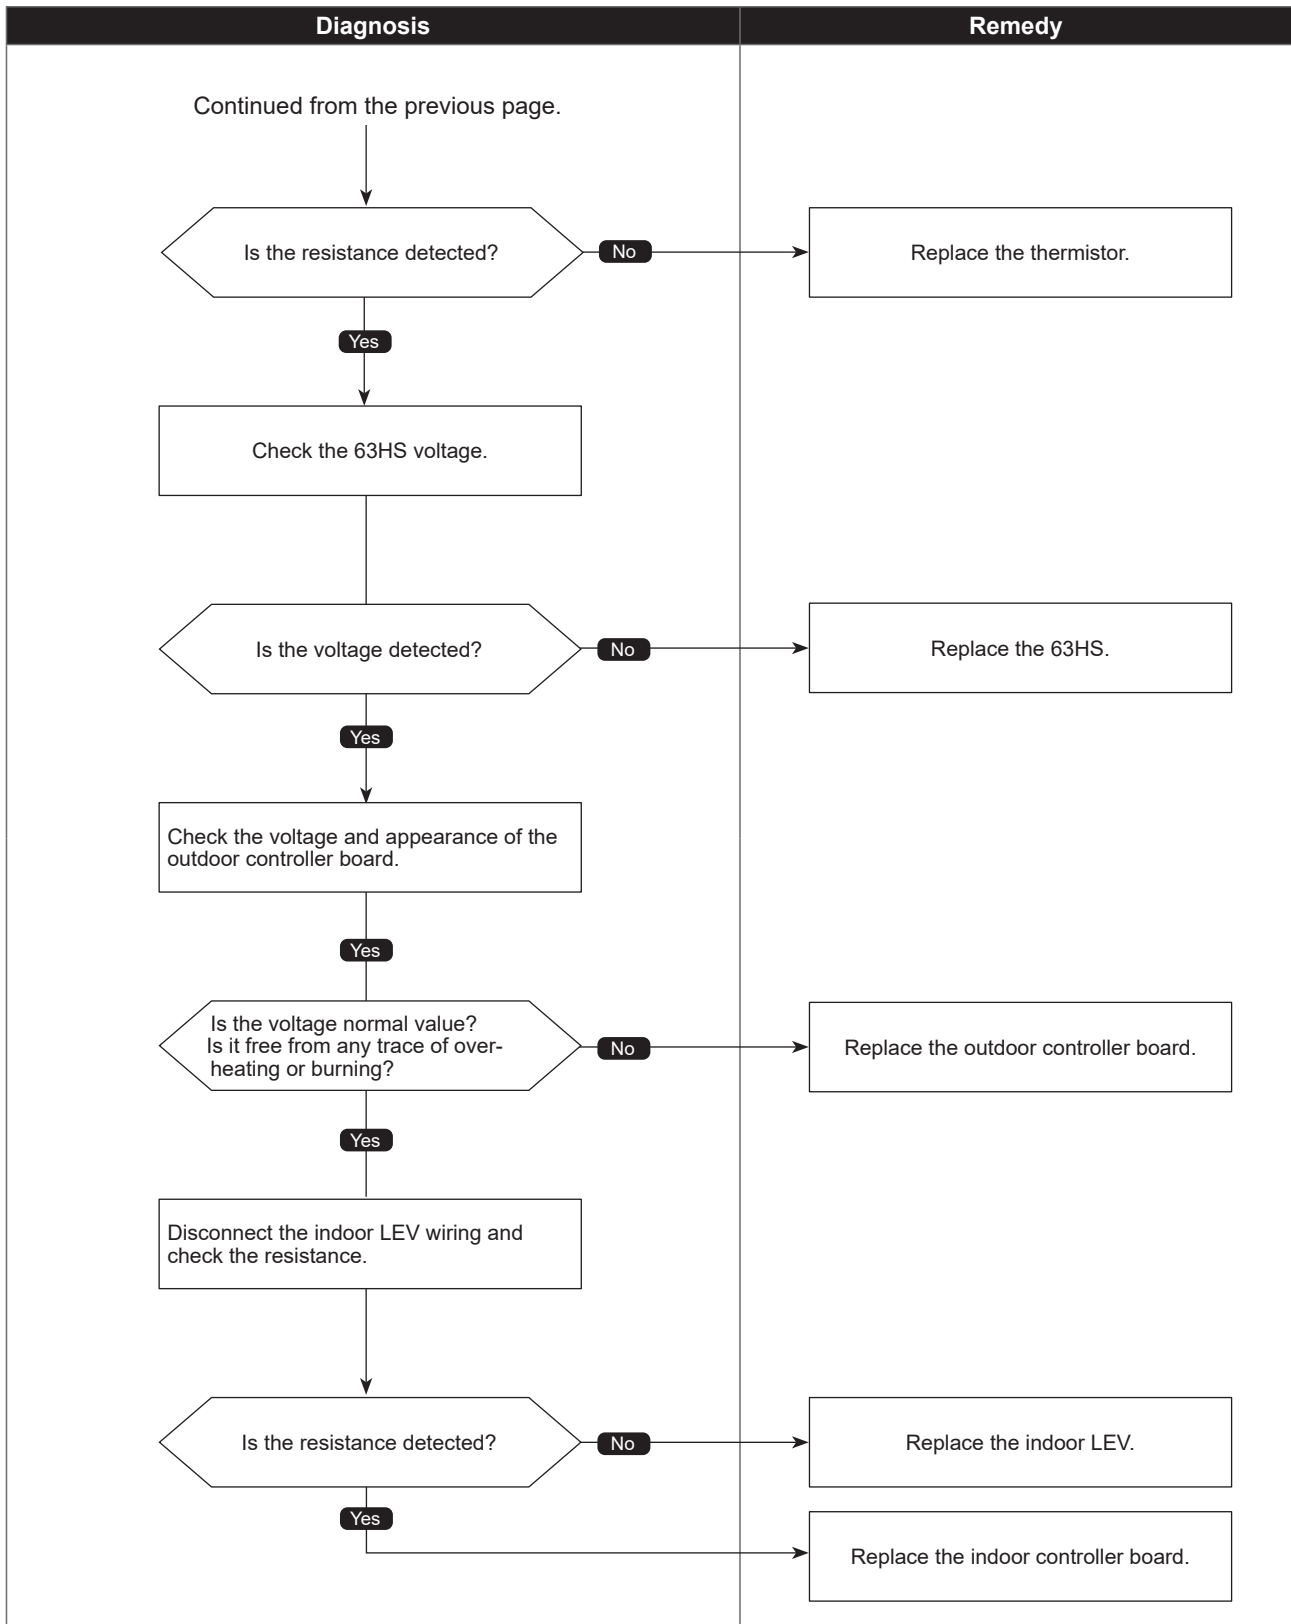 Diagnosis
Remedy
Continued from the previous page.
Is the resistance detected?
No
Replace the thermistor.
Yes
Check the 63HS voltage.
Is the voltage detected?
No
Replace the 63HS.
Yes
Check the voltage and appearance of the
outdoor controller board.
Yes
Is the voltage normal value?
Is it free from any trace of over-
heating or burning?
No
Replace the outdoor controller board.
Yes
Disconnect the indoor LEV wiring and
check the resistance.
Is the resistance detected?
No
Replace the indoor LEV.
Yes
Replace the indoor controller board.